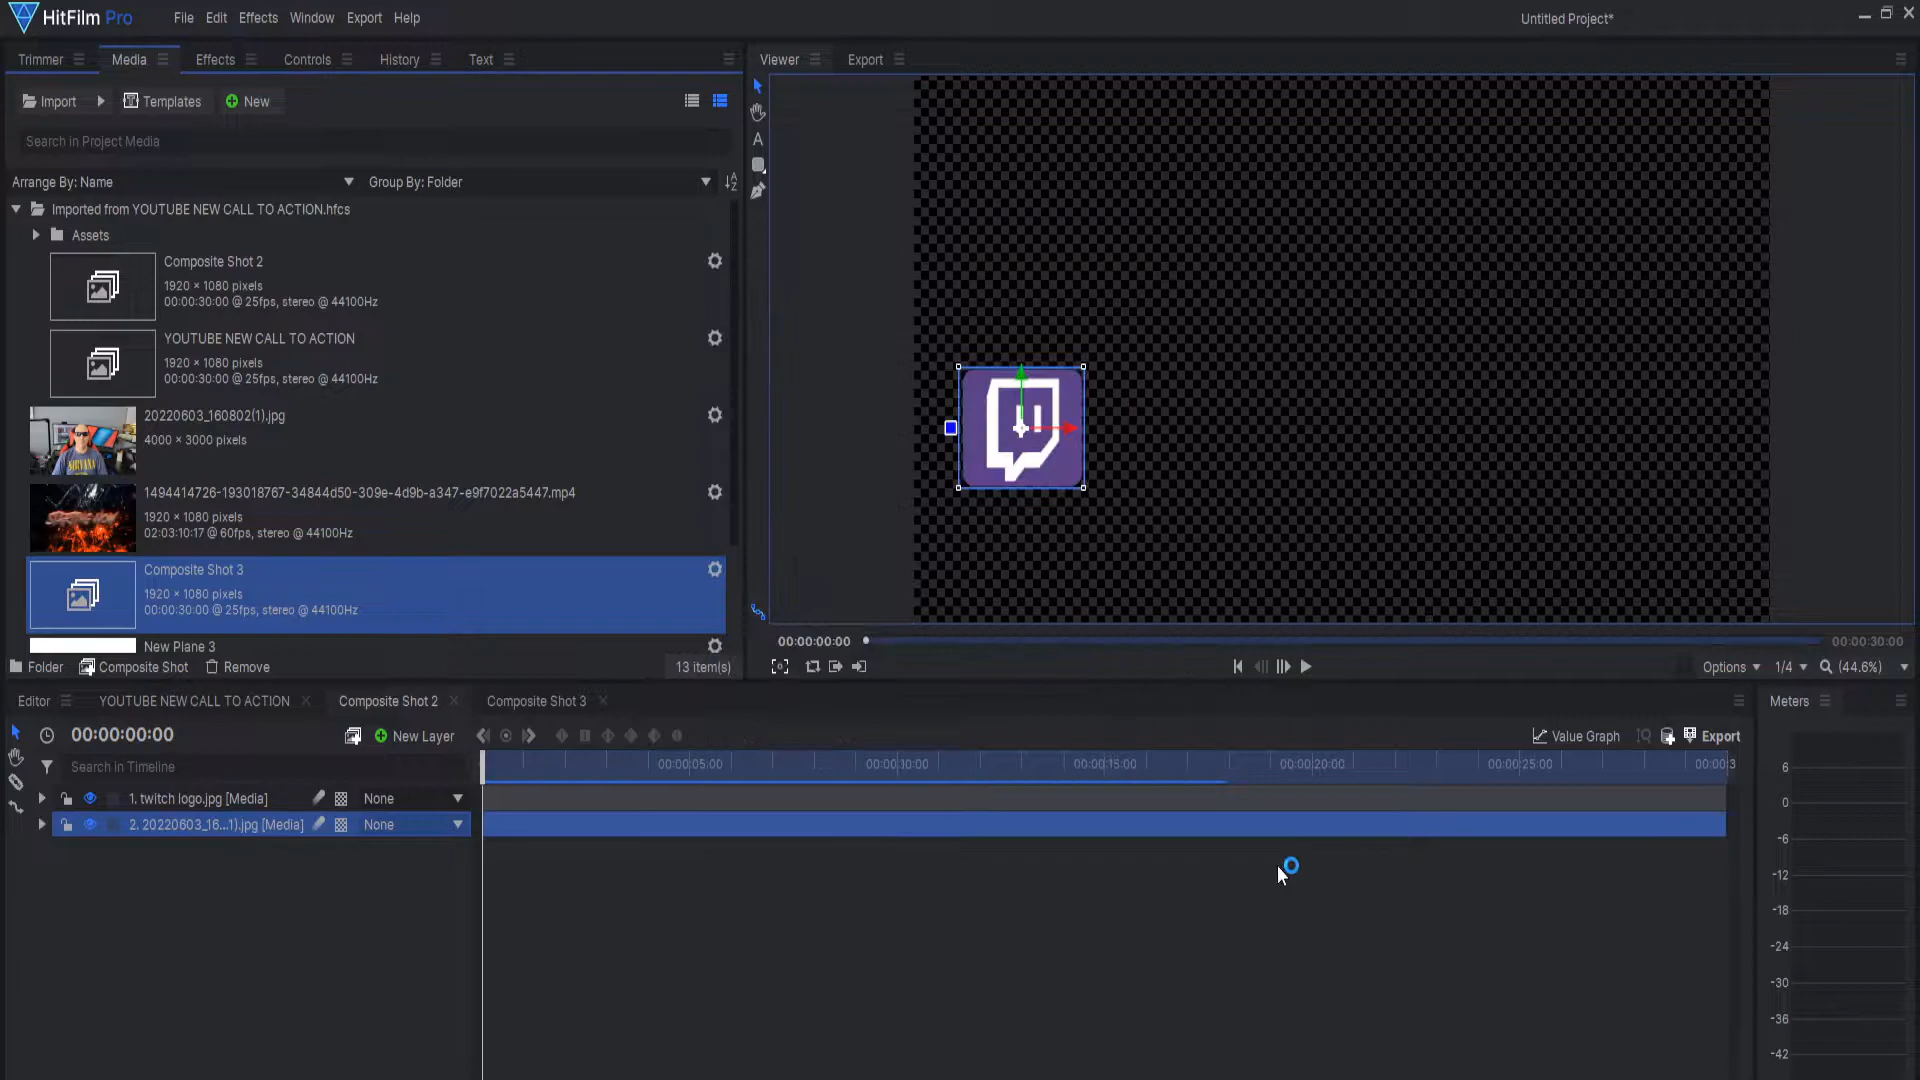 HitFilm Pro
File Edit Effects Window Export Help
Untitled Project*
Trimmer Media Effects Controls History Text
Viewer Export
Import Templates New
Search in Project Media
Arrange By: Name Group By: Folder
Imported from YOUTUBE NEW CALL TO ACTION.hfcs
Assets
Composite Shot 2
1920 × 1080 pixels
00:00:30:00 @ 25fps, stereo @ 44100Hz
YOUTUBE NEW CALL TO ACTION
1920 × 1080 pixels
00:00:30:00 @ 25fps, stereo @ 44100Hz
20220603_160802(1).jpg
4000 × 3000 pixels
NIRVANA
1494414726-193018767-34844d50-309e-4d9b-a347-e9f7022a5447.mp4
1920 × 1080 pixels
02:03:10:17 @ 60fps, stereo @ 44100Hz
Composite Shot 3
1920 × 1080 pixels
00:00:30:00 @ 25fps, stereo @ 44100Hz
New Plane 3
Folder Composite Shot Remove 13 item(s)
00:00:00:00 00:00:30:00
Options 1/4 (44.6%)
Editor YOUTUBE NEW CALL TO ACTION Composite Shot 2 Composite Shot 3
Meters
00:00:00:00 New Layer Value Graph Export
Search in Timeline
00:00:05:00 00:00:10:00 00:00:15:00 00:00:20:00 00:00:25:00 00:00:3
1. twitch logo.jpg [Media] None
2. 20220603_16...1).jpg [Media] None
6
0
-6
-12
-18
-24
-30
-36
-42